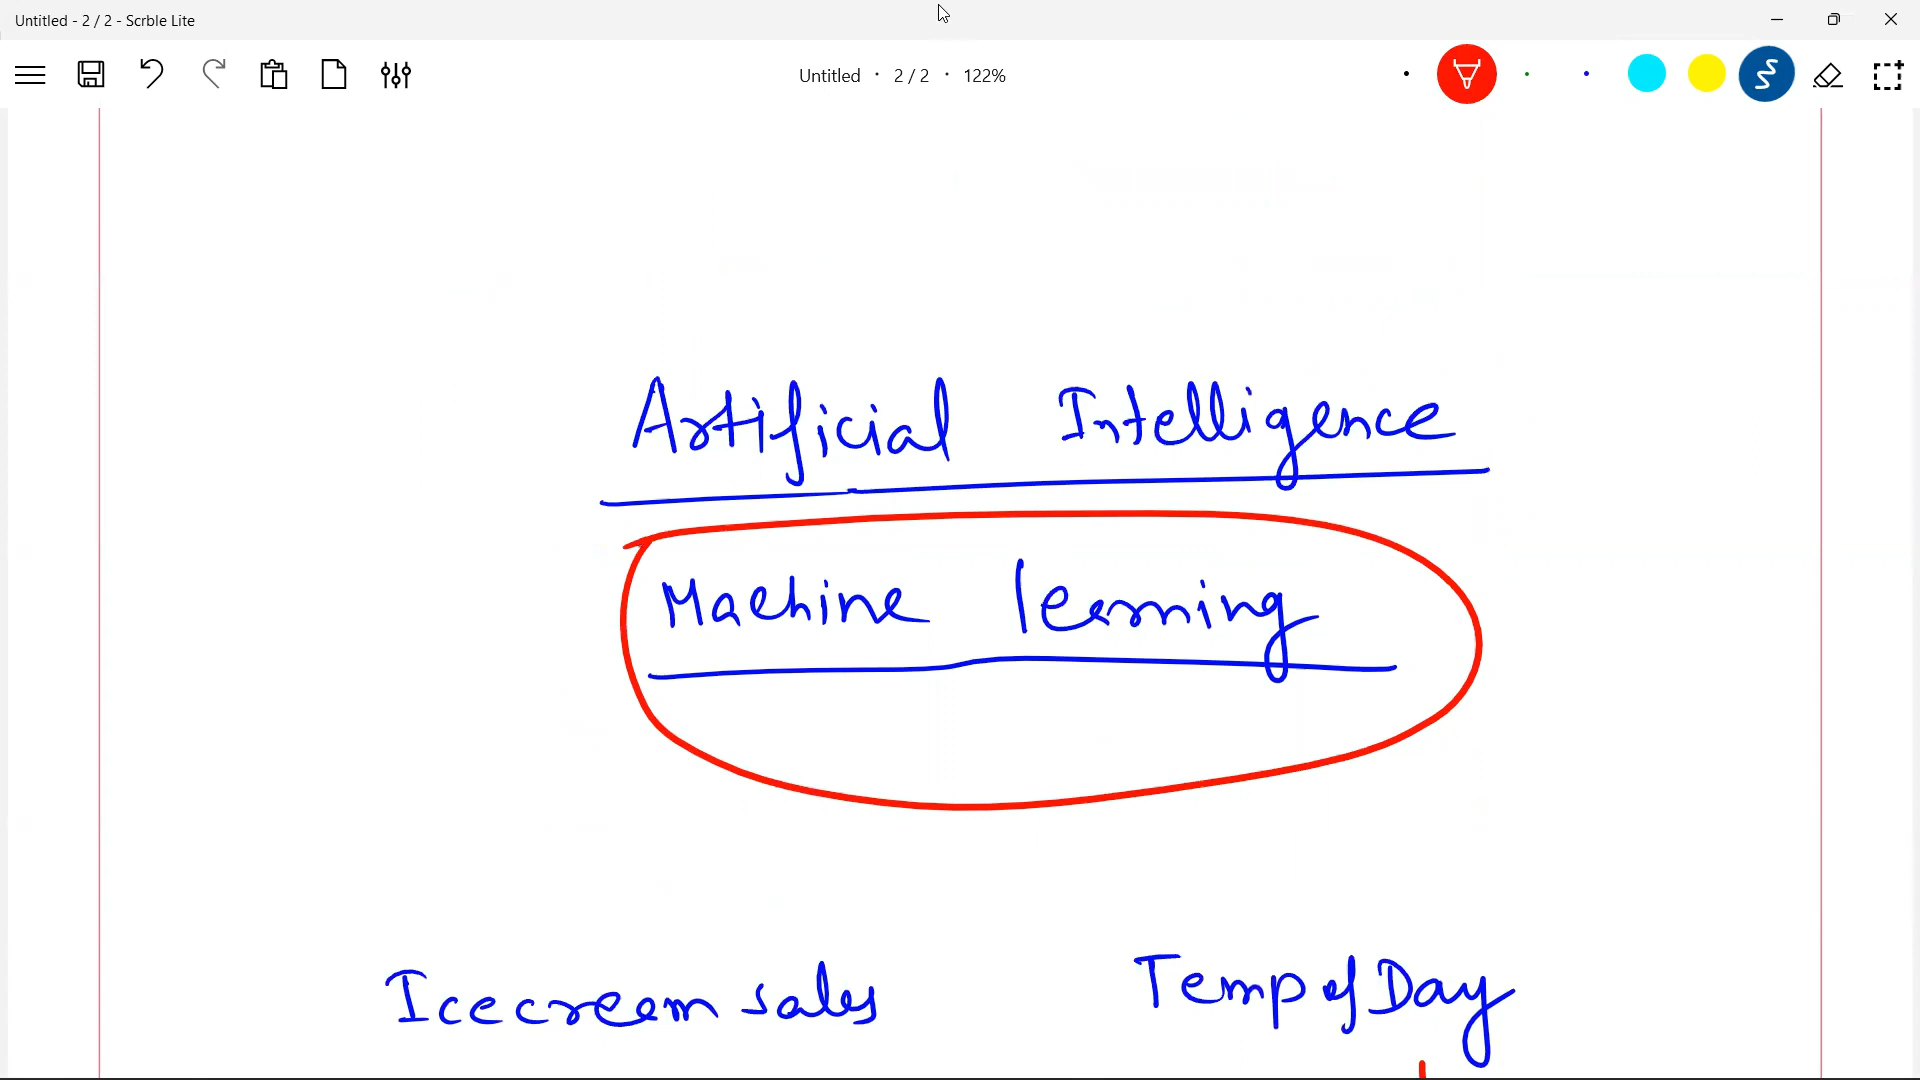 Untitled - 2 / 2 - Scrble Lite
Untitled · 2 / 2 · 122%
Artificial Intelligence
Machine learning
Icecream sales Temp of Day